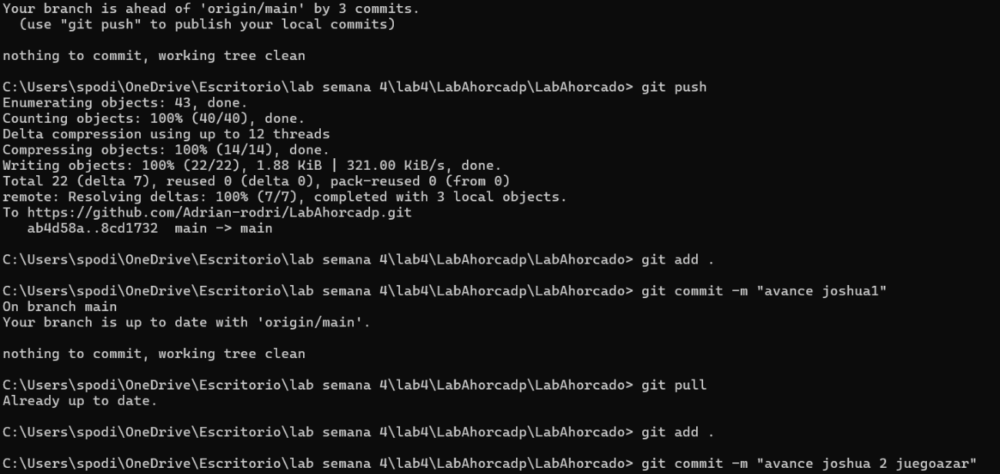 Your branch is ahead of 'origin/main' by 3 commits.
  (use "git push" to publish your local commits)

nothing to commit, working tree clean

C:\Users\spodi\OneDrive\Escritorio\lab semana 4\lab4\LabAhorcadp\LabAhorcado> git push
Enumerating objects: 43, done.
Counting objects: 100% (40/40), done.
Delta compression using up to 12 threads
Compressing objects: 100% (14/14), done.
Writing objects: 100% (22/22), 1.88 KiB | 321.00 KiB/s, done.
Total 22 (delta 7), reused 0 (delta 0), pack-reused 0 (from 0)
remote: Resolving deltas: 100% (7/7), completed with 3 local objects.
To https://github.com/Adrian-rodri/LabAhorcadp.git
   ab4d58a..8cd1732  main -> main

C:\Users\spodi\OneDrive\Escritorio\lab semana 4\lab4\LabAhorcadp\LabAhorcado> git add .

C:\Users\spodi\OneDrive\Escritorio\lab semana 4\lab4\LabAhorcadp\LabAhorcado> git commit -m "avance joshua1"
On branch main
Your branch is up to date with 'origin/main'.

nothing to commit, working tree clean

C:\Users\spodi\OneDrive\Escritorio\lab semana 4\lab4\LabAhorcadp\LabAhorcado> git pull
Already up to date.

C:\Users\spodi\OneDrive\Escritorio\lab semana 4\lab4\LabAhorcadp\LabAhorcado> git add .

C:\Users\spodi\OneDrive\Escritorio\lab semana 4\lab4\LabAhorcadp\LabAhorcado> git commit -m "avance joshua 2 juegoazar"